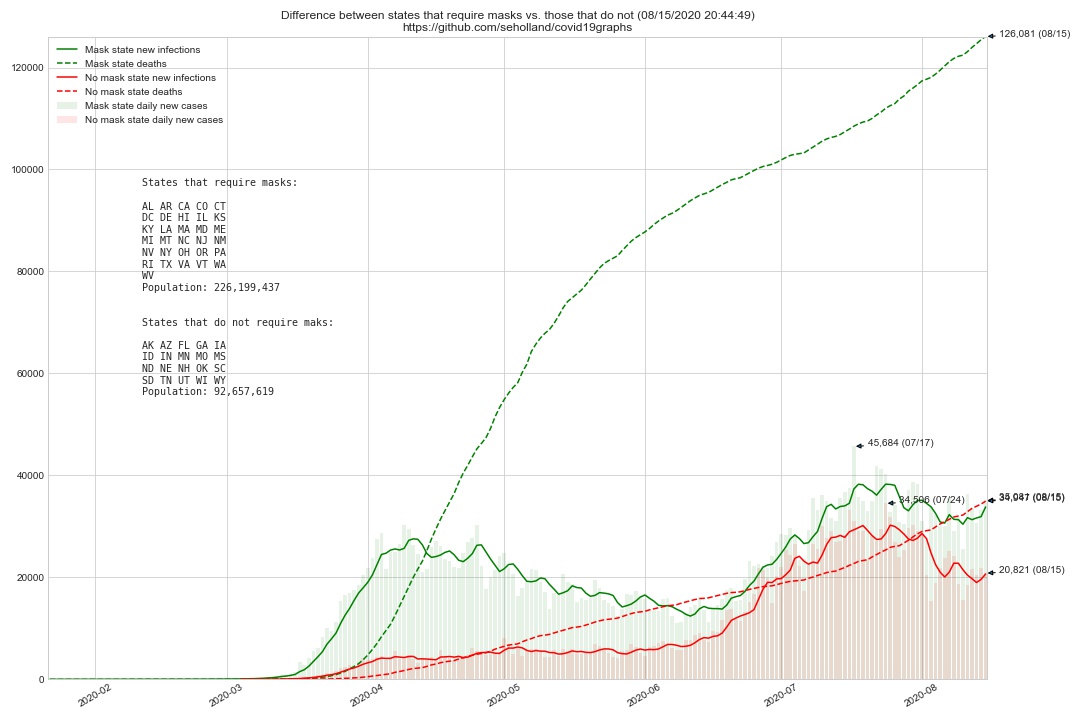 Difference between states that require masks vs. those that do not (08/15/2020 20:44:49)
https://github.com/seholland/covid19graphs
126,081 (08/15)
Mask state new infections
Mask state deaths
No mask state new infections
No mask state deaths
Mask state daily new cases
No mask state daily new cases
120000
100000
80000
60000
40000
20000
0
States that require masks:
AL AR CA CO CT
DC DE HI IL KS
KY LA MA MD ME
MI MT NC NJ NM
NV NY OH OR PA
RI TX VA VT WA
WV
Population: 226,199,437
States that do not require maks:
AK AZ FL GA IA
ID IN MN MO MS
ND NE NH OK SC
SD TN UT WI WY
Population: 92,657,619
45,684 (07/17)
34,506 (07/24)
(08/15)
20,821 (08/15)
2020-02
2020-03
2020-04
2020-05
2020-06
2020-07
2020-08